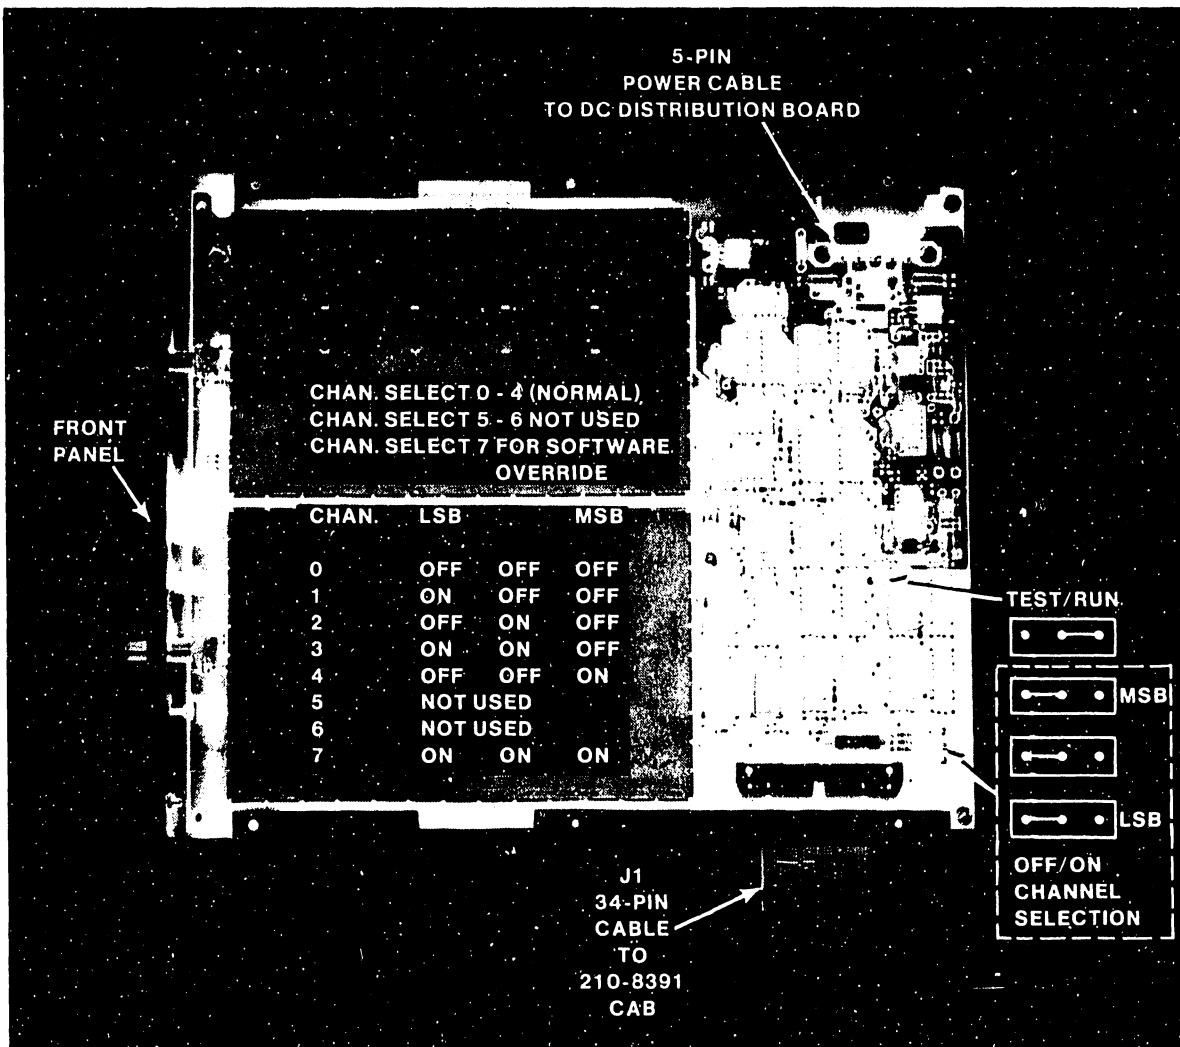 5-PIN
POWER CABLE
TO DC DISTRIBUTION BOARD
CHAN. SELECT 0 - 4 (NORMAL)
CHAN. SELECT 5 - 6 NOT USED
CHAN. SELECT 7 FOR SOFTWARE
OVERRIDE
FRONT
PANEL
CHAN. LSB MSB
0 OFF OFF OFF
1 ON OFF OFF
2 OFF ON OFF
3 ON ON OFF
4 OFF OFF ON
5 NOT USED
6 NOT USED
7 ON ON ON
TEST/RUN
MSB
LSB
OFF/ON
CHANNEL
SELECTION
J1
34-PIN
CABLE
TO
210-8391
CAB